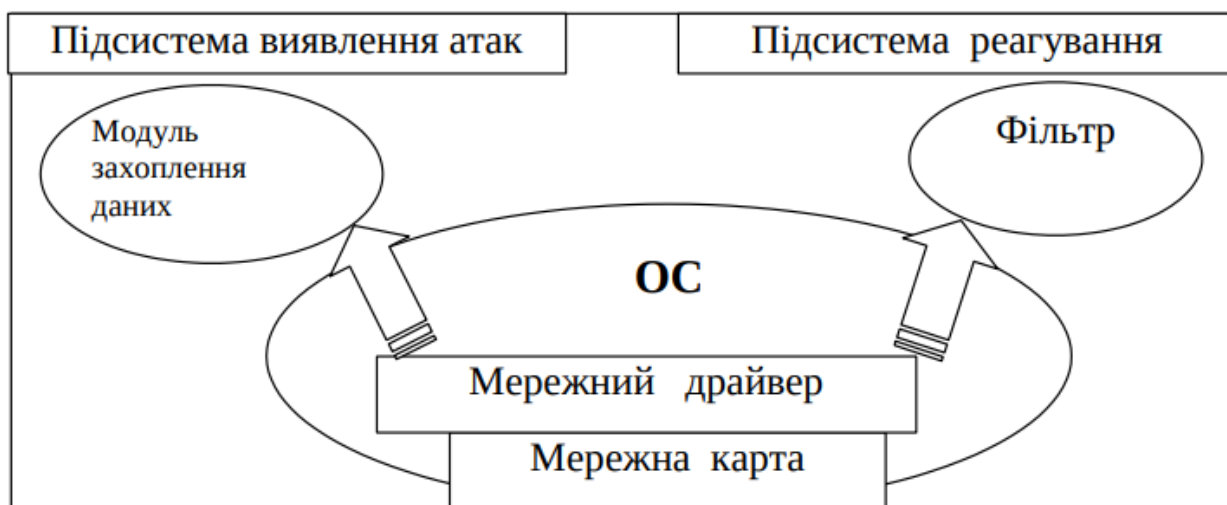 Підсистема виявлення атак
Підсистема реагування
Модуль
захоплення
даних
Фільтр
ОС
Мережний драйвер
Мережна карта